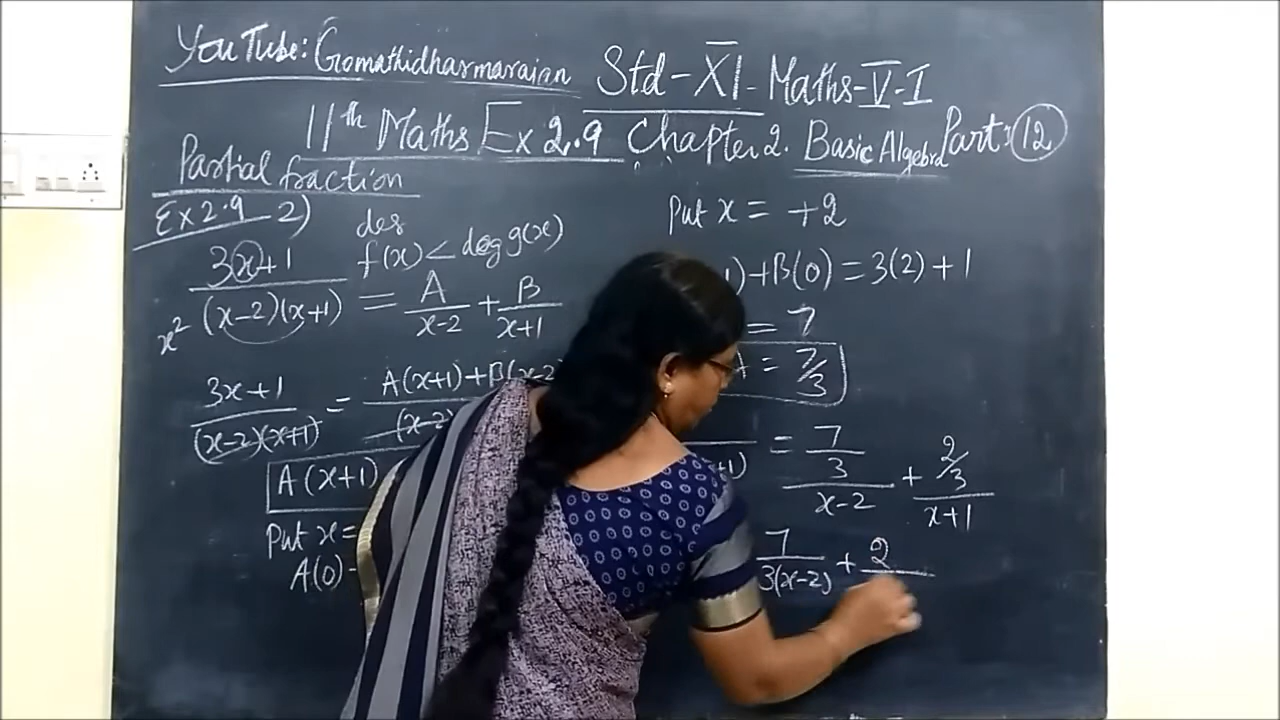 YouTube: Gomathidharmarajan Std-XI- Maths-V-I
11th Maths Ex 2.9 Chapter 2. Basic Algebra Part: 12
Partial fraction
Ex 2.9 2)
deg
f(x) < deg g(x)
3x+1
(x-2)(x+1) = A/x-2 + B/x+1
x²
3x+1/(x-2)(x+1) = A(x+1)+B(x-2)/(x-2)
A(x+1)
Put x =
A(0) -
Put x = +2
1)+B(0) = 3(2)+1
= 7
A = 7/3
+1) = 7/3/x-2 + 2/3/x+1
7/3(x-2) + 2